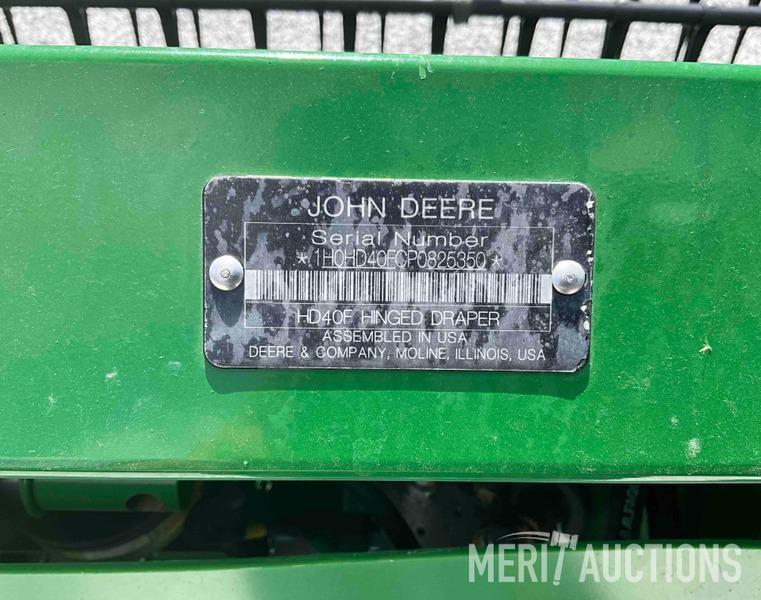 JOHN DEERE
Serial Number
*1H0HD40FCP0825350*
HD40F HINGED DRAPER
ASSEMBLED IN USA
DEERE & COMPANY, MOLINE, ILLINOIS, USA
MERIT AUCTIONS